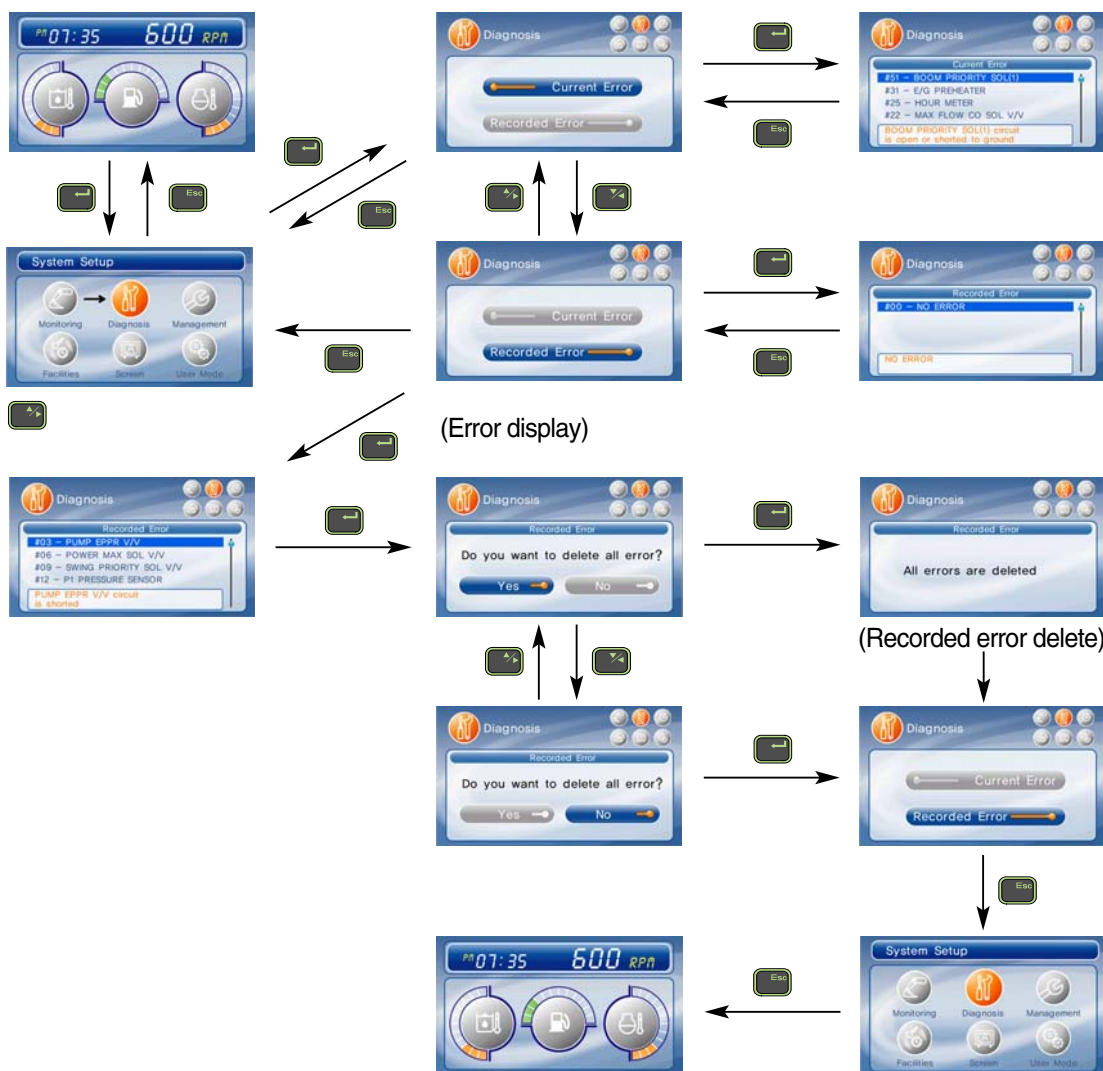 PM 07:35 600 RPM
Diagnosis
Current Error
Recorded Error
Diagnosis
Current Error
#51 - BOOM PRIORITY SOL(1)
#31 - E/G PREHEATER
#25 - HOUR METER
#22 - MAX FLOW CO SOL V/V
BOOM PRIORITY SOL(1) circuit
is open or shorted to ground
Esc
Esc
Esc
System Setup
Monitoring
Diagnosis
Management
Facilities
Screen
User Mode
Diagnosis
Current Error
Recorded Error
Diagnosis
Recorded Error
#00 - NO ERROR
NO ERROR
Esc
Esc
(Error display)
Diagnosis
Recorded Error
#03 - PUMP EPPR V/V
#06 - POWER MAX SOL V/V
#09 - SWING PRIORITY SOL V/V
#12 - P1 PRESSURE SENSOR
PUMP EPPR V/V circuit
is shorted
Diagnosis
Recorded Error
Do you want to delete all error?
Yes No
Diagnosis
Recorded Error
All errors are deleted
(Recorded error delete)
Diagnosis
Recorded Error
Do you want to delete all error?
Yes No
Diagnosis
Current Error
Recorded Error
Esc
PM 07:35 600 RPM
Esc
System Setup
Monitoring
Diagnosis
Management
Facilities
Screen
User Mode